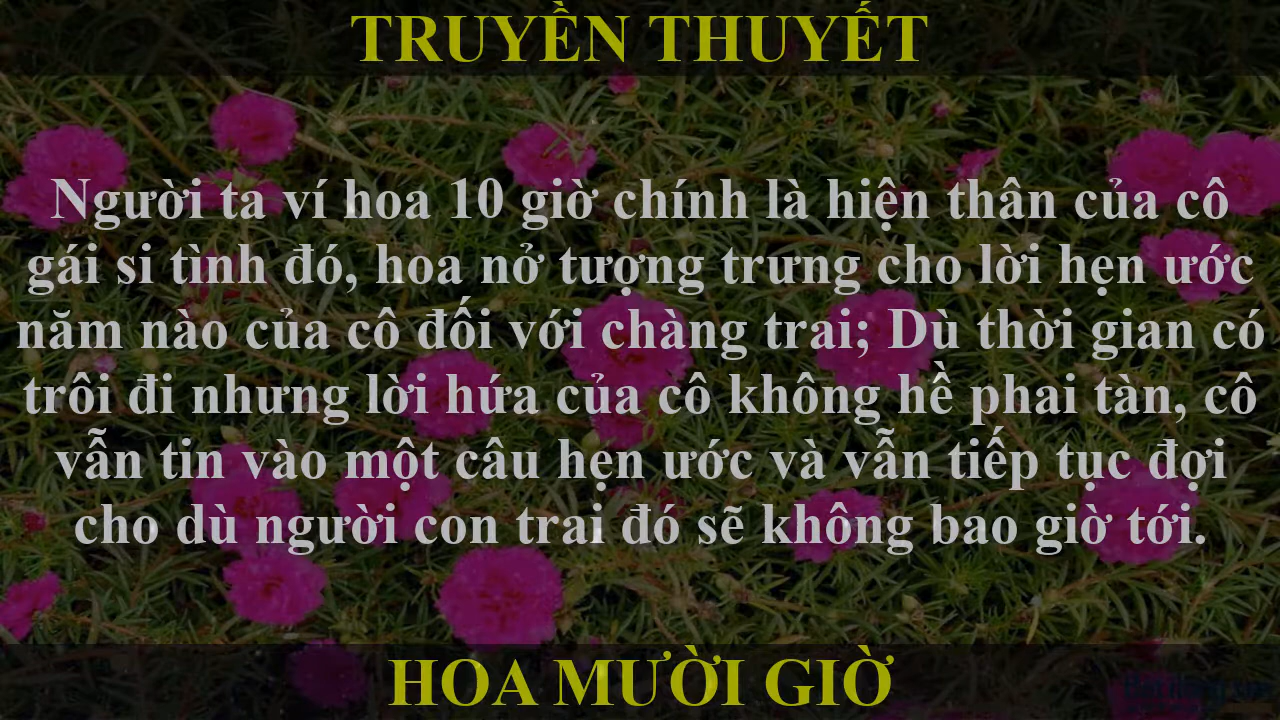 TRUYỀN THUYẾT
Người ta ví hoa 10 giờ chính là hiện thân của cô
gái si tình đó, hoa nở tượng trưng cho lời hẹn ước
năm nào của cô đối với chàng trai; Dù thời gian có
trôi đi nhưng lời hứa của cô không hề phai tàn, cô
vẫn tin vào một câu hẹn ước và vẫn tiếp tục đợi
cho dù người con trai đó sẽ không bao giờ tới.
HOA MƯỜI GIỜ